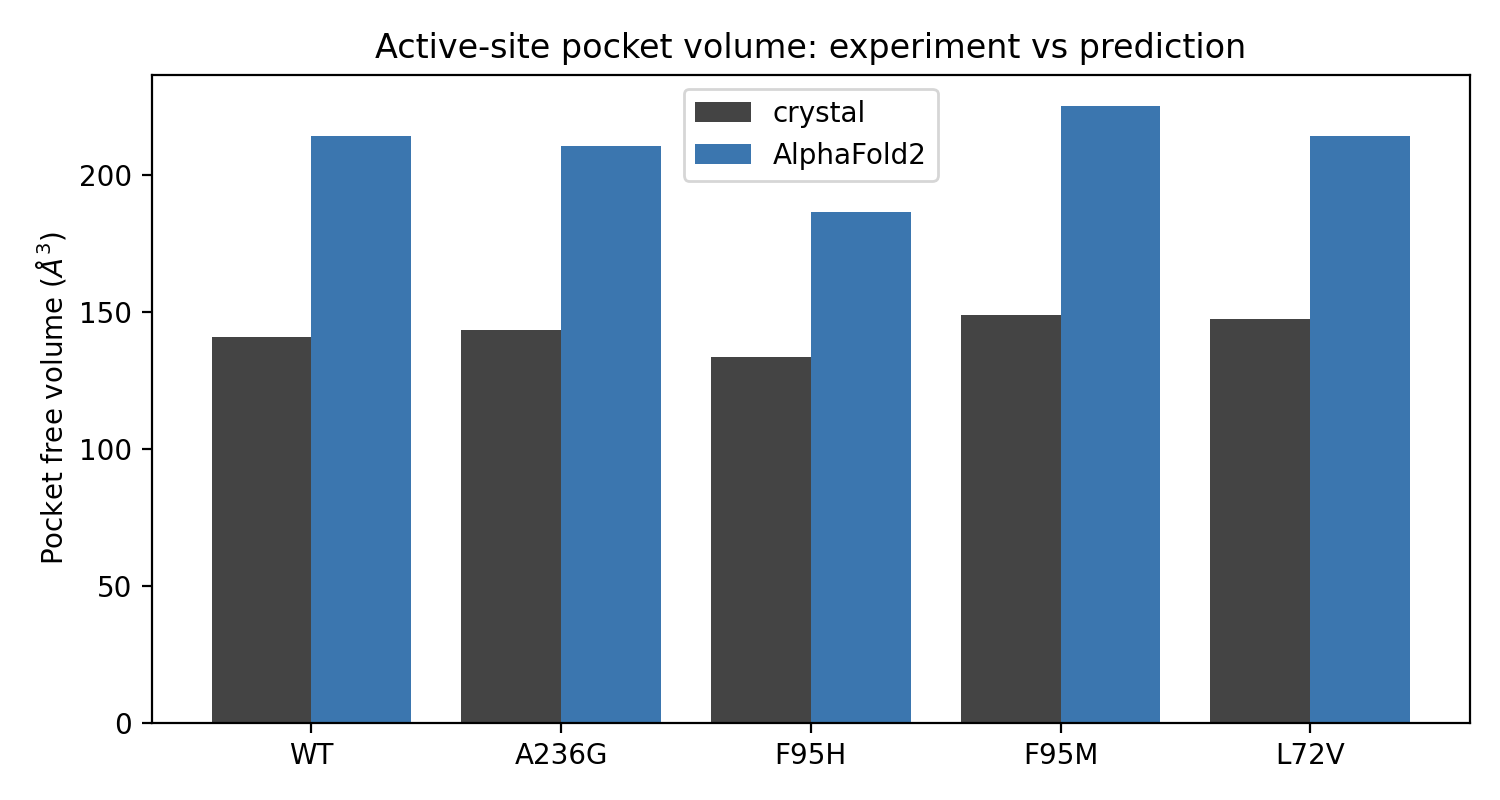 Active-site pocket volume: experiment vs prediction
crystal
AlphaFold2
Pocket free volume (Å³)
200
150
100
50
0
WT A236G F95H F95M L72V